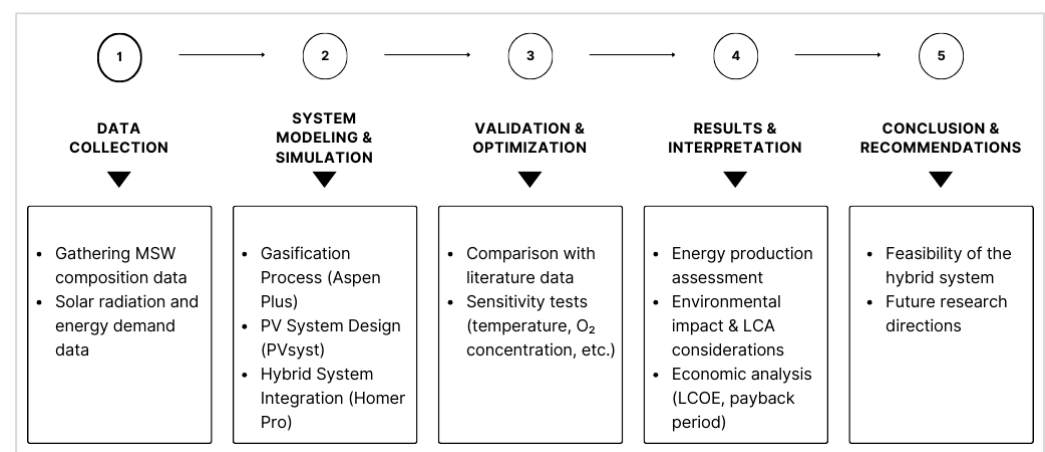 1
2
3
4
5
DATA
COLLECTION
SYSTEM
MODELING &
SIMULATION
VALIDATION &
OPTIMIZATION
RESULTS &
INTERPRETATION
CONCLUSION &
RECOMMENDATIONS
• Gathering MSW
composition data
• Solar radiation and
energy demand
data
• Gasification
Process (Aspen
Plus)
• PV System Design
(PVsyst)
• Hybrid System
Integration (Homer
Pro)
• Comparison with
literature data
• Sensitivity tests
(temperature, O₂
concentration, etc.)
• Energy production
assessment
• Environmental
impact & LCA
considerations
• Economic analysis
(LCOE, payback
period)
• Feasibility of the
hybrid system
• Future research
directions